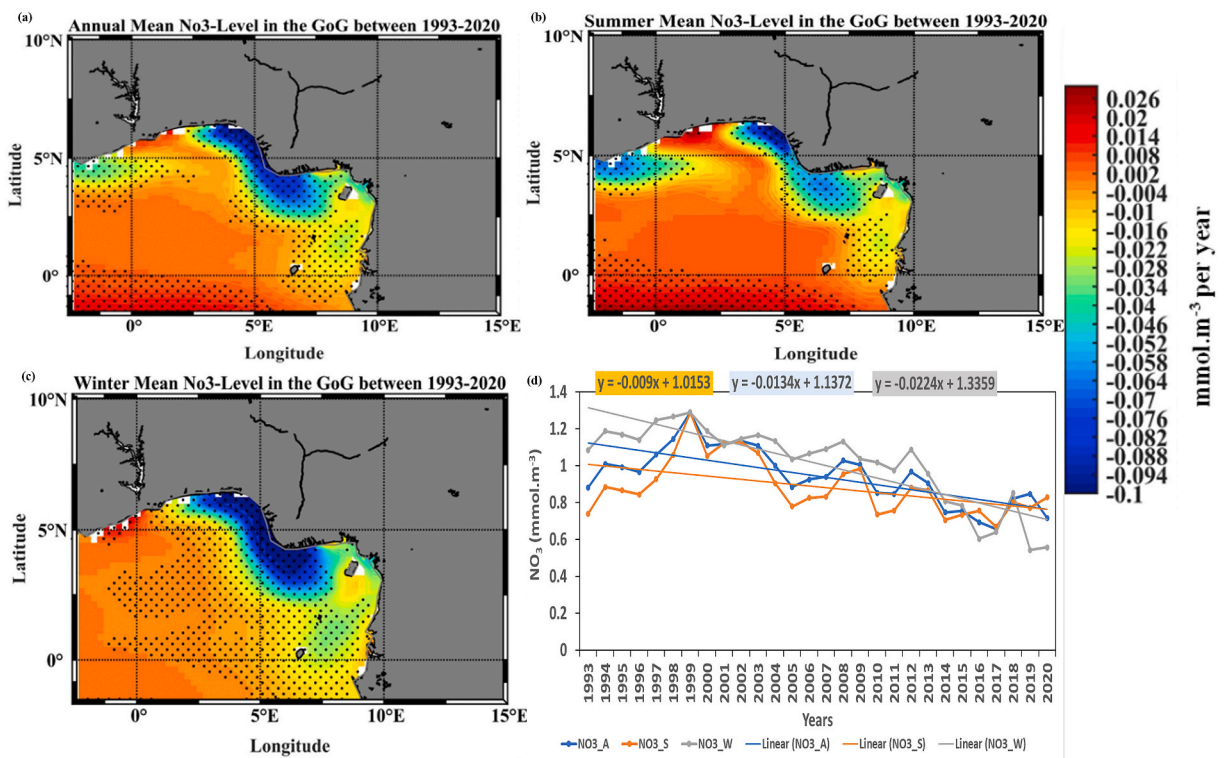 (a)
Annual Mean No3-Level in the GoG between 1993-2020
10°N
5°N
0°
Latitude
0°
5°E
10°E
15°E
Longitude
(b)
Summer Mean No3-Level in the GoG between 1993-2020
10°N
5°N
0°
Latitude
0°
5°E
10°E
15°E
Longitude
0.026
0.02
0.014
0.008
0.002
-0.004
-0.01
-0.016
-0.022
-0.028
-0.034
-0.04
-0.046
-0.052
-0.058
-0.064
-0.07
-0.076
-0.082
-0.088
-0.094
-0.1
mmol.m-3 per year
(c)
Winter Mean No3-Level in the GoG between 1993-2020
10°N
5°N
0°
Latitude
0°
5°E
10°E
15°E
Longitude
(d)
y = -0.009x + 1.0153
y = -0.0134x + 1.1372
y = -0.0224x + 1.3359
1.4
1.2
1
0.8
0.6
0.4
0.2
0
NO3 (mmol.m-3)
1993
1994
1995
1996
1997
1998
1999
2000
2001
2002
2003
2004
2005
2006
2007
2008
2009
2010
2011
2012
2013
2014
2015
2016
2017
2018
2019
2020
Years
NO3_A
NO3_S
NO3_W
Linear (NO3_A)
Linear (NO3_S)
Linear (NO3_W)